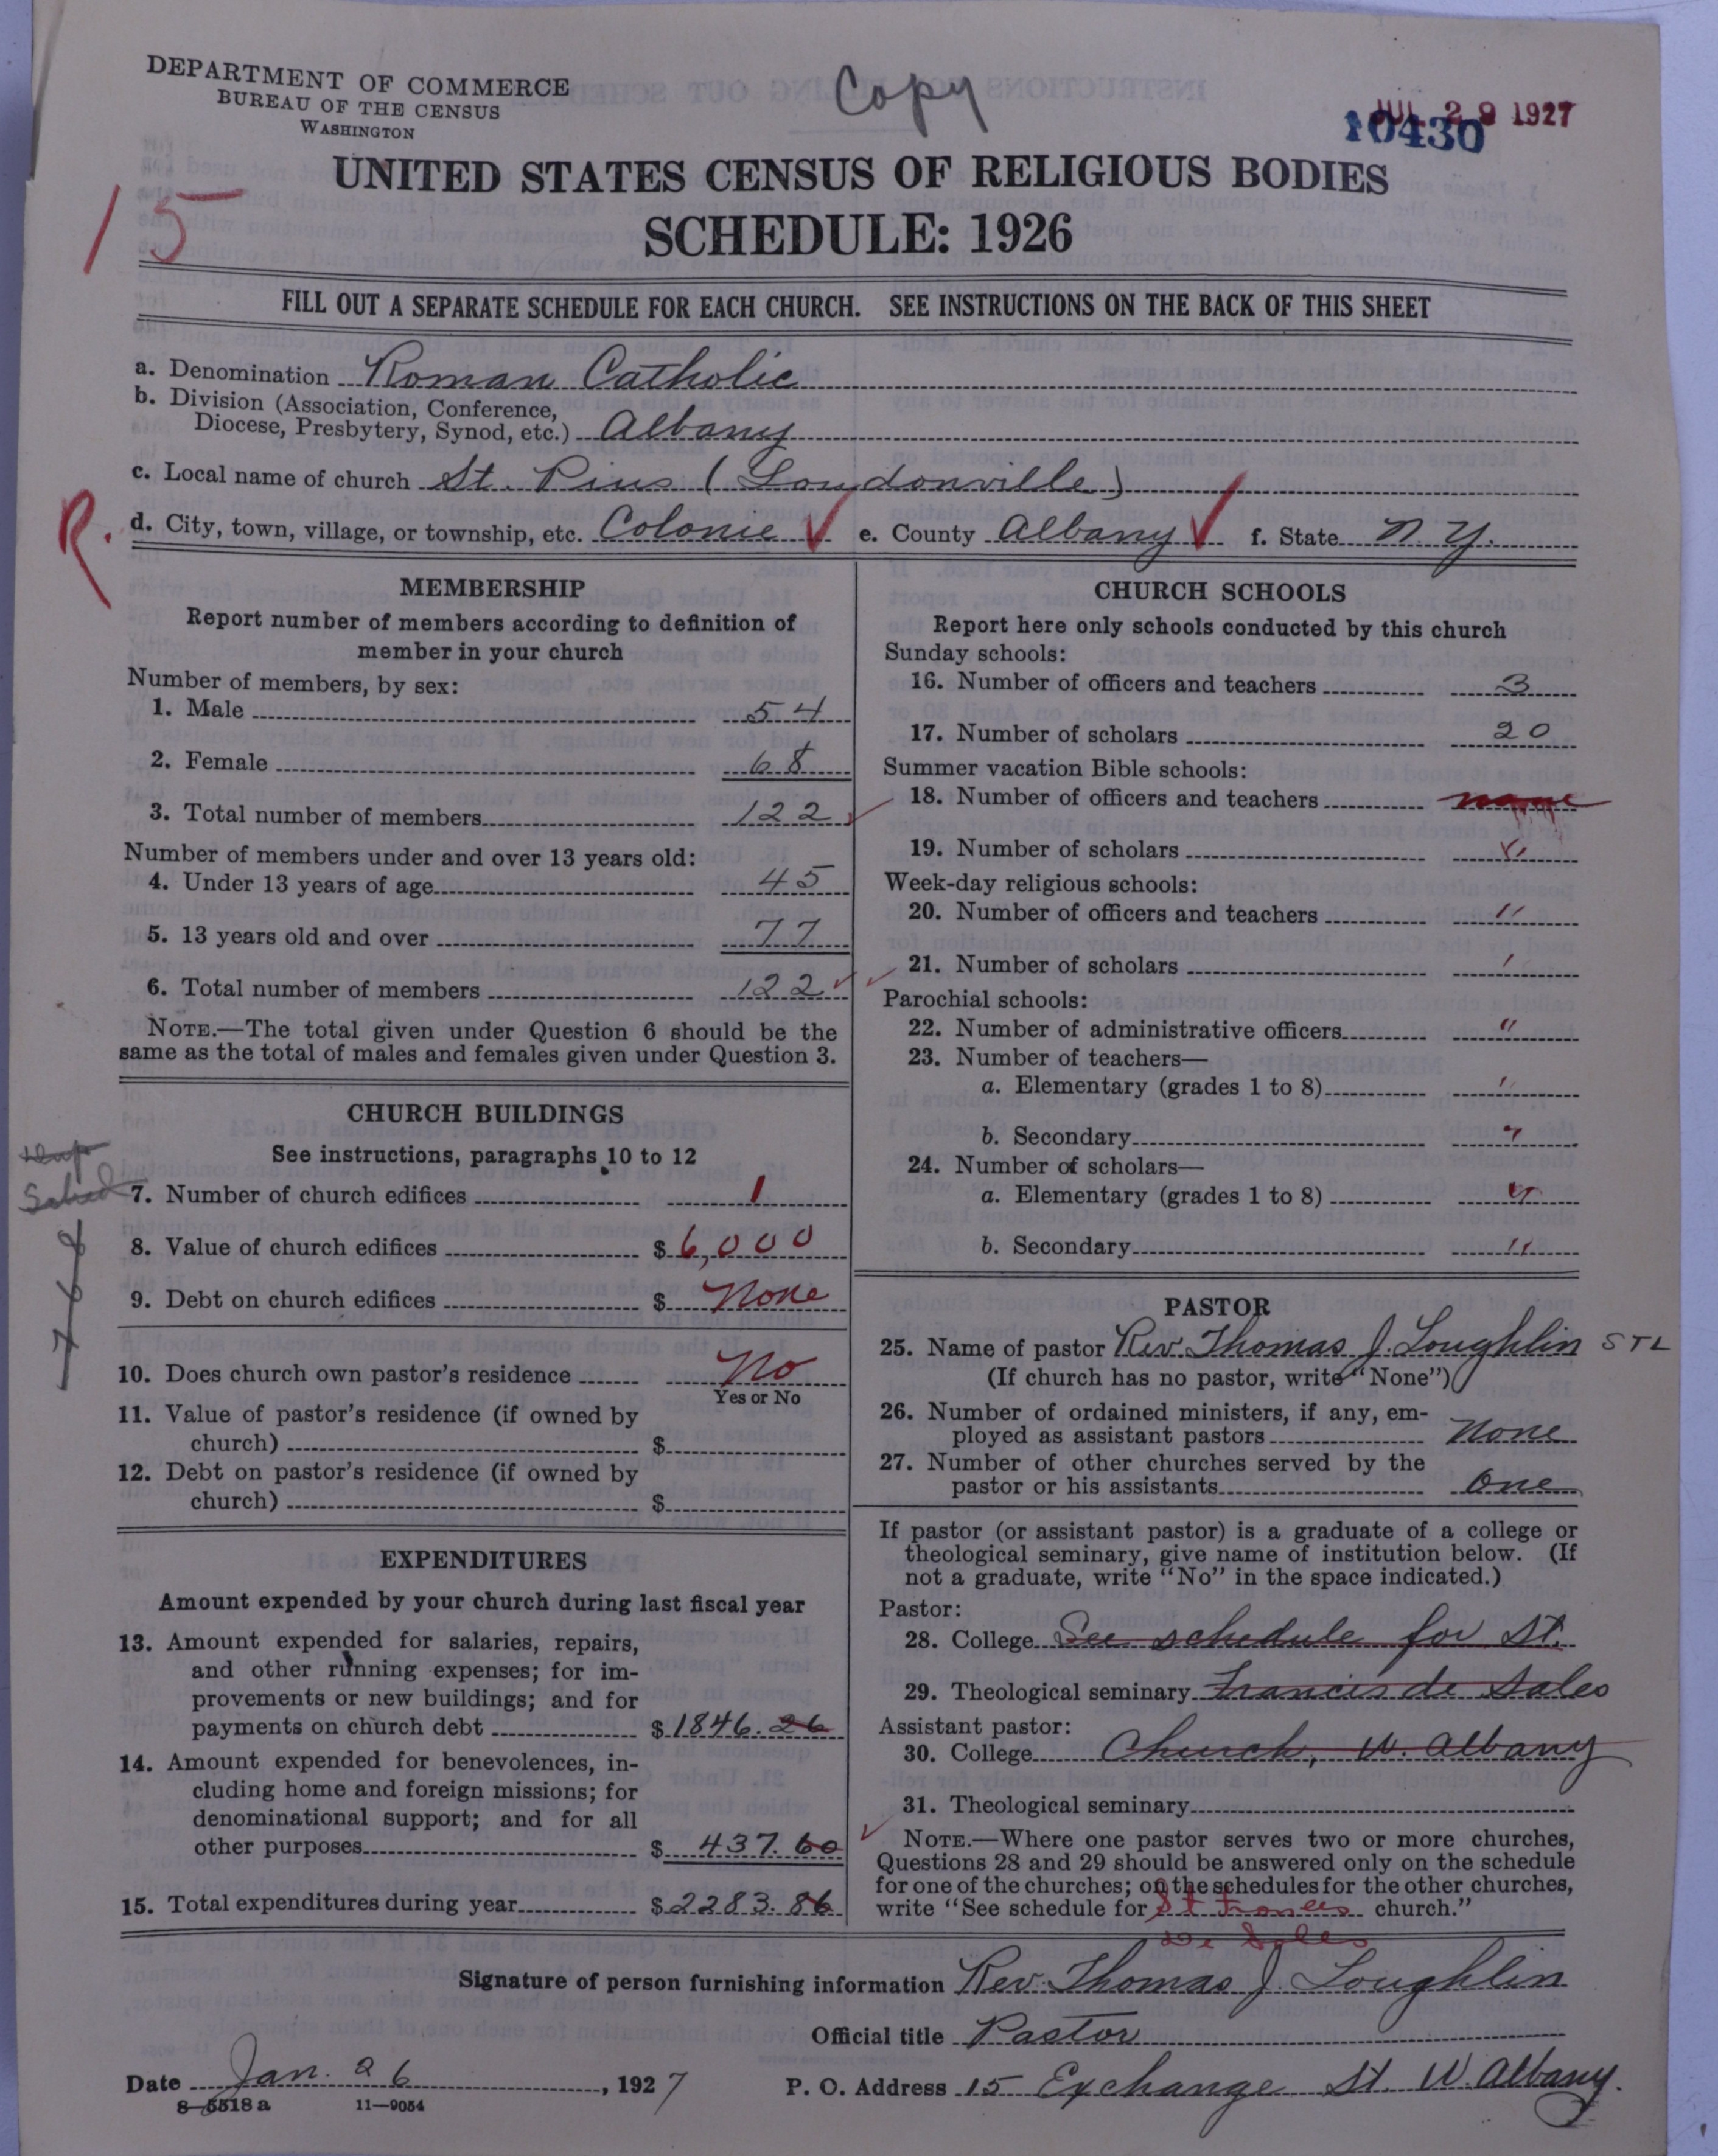 DEPARTMENT OF COMMERCE
BUREAU OF THE CENSUS
WASHINGTON
Copy
JUL 29 1927
10430
UNITED STATES CENSUS OF RELIGIOUS BODIES
SCHEDULE: 1926
15
FILL OUT A SEPARATE SCHEDULE FOR EACH CHURCH. SEE INSTRUCTIONS ON THE BACK OF THIS SHEET
a. Denomination Roman Catholic
b. Division (Association, Conference,
Diocese, Presbytery, Synod, etc.) Albany
c. Local name of church St. Pius (Loudonville)
R. d. City, town, village, or township, etc. Colonie e. County Albany f. State N.Y.
MEMBERSHIP
Report number of members according to definition of
member in your church
Number of members, by sex:
1. Male 54
2. Female 68
3. Total number of members 122
Number of members under and over 13 years old:
4. Under 13 years of age 45
5. 13 years old and over 77
6. Total number of members 122
NOTE.—The total given under Question 6 should be the
same as the total of males and females given under Question 3.
CHURCH BUILDINGS
See instructions, paragraphs 10 to 12
7. Number of church edifices 1
8. Value of church edifices $ 6,000
9. Debt on church edifices $ None
10. Does church own pastor's residence No
Yes or No
11. Value of pastor's residence (if owned by
church) $
12. Debt on pastor's residence (if owned by
church) $
EXPENDITURES
Amount expended by your church during last fiscal year
13. Amount expended for salaries, repairs,
and other running expenses; for im-
provements or new buildings; and for
payments on church debt $ 1846.26
14. Amount expended for benevolences, in-
cluding home and foreign missions; for
denominational support; and for all
other purposes $ 437.60
15. Total expenditures during year $ 2283.86
CHURCH SCHOOLS
Report here only schools conducted by this church
Sunday schools:
16. Number of officers and teachers 3
17. Number of scholars 20
Summer vacation Bible schools:
18. Number of officers and teachers none
19. Number of scholars "
Week-day religious schools:
20. Number of officers and teachers "
21. Number of scholars '
Parochial schools:
22. Number of administrative officers "
23. Number of teachers—
a. Elementary (grades 1 to 8) "
b. Secondary "
24. Number of scholars—
a. Elementary (grades 1 to 8) "
b. Secondary "
PASTOR
25. Name of pastor Rev. Thomas J. Loughlin STL
(If church has no pastor, write "None")
26. Number of ordained ministers, if any, em-
ployed as assistant pastors None
27. Number of other churches served by the
pastor or his assistants One
If pastor (or assistant pastor) is a graduate of a college or
theological seminary, give name of institution below. (If
not a graduate, write "No" in the space indicated.)
Pastor:
28. College See schedule for St.
29. Theological seminary Francis de Sales
Assistant pastor:
30. College Church, W. Albany
31. Theological seminary
NOTE.—Where one pastor serves two or more churches,
Questions 28 and 29 should be answered only on the schedule
for one of the churches; on the schedules for the other churches,
write "See schedule for St Frances church."
De Sales
Signature of person furnishing information Rev. Thomas J. Loughlin
Official title Pastor
Date Jan. 26, 1927 P. O. Address 15 Exchange St. W. Albany.
8—5518a 11—9054